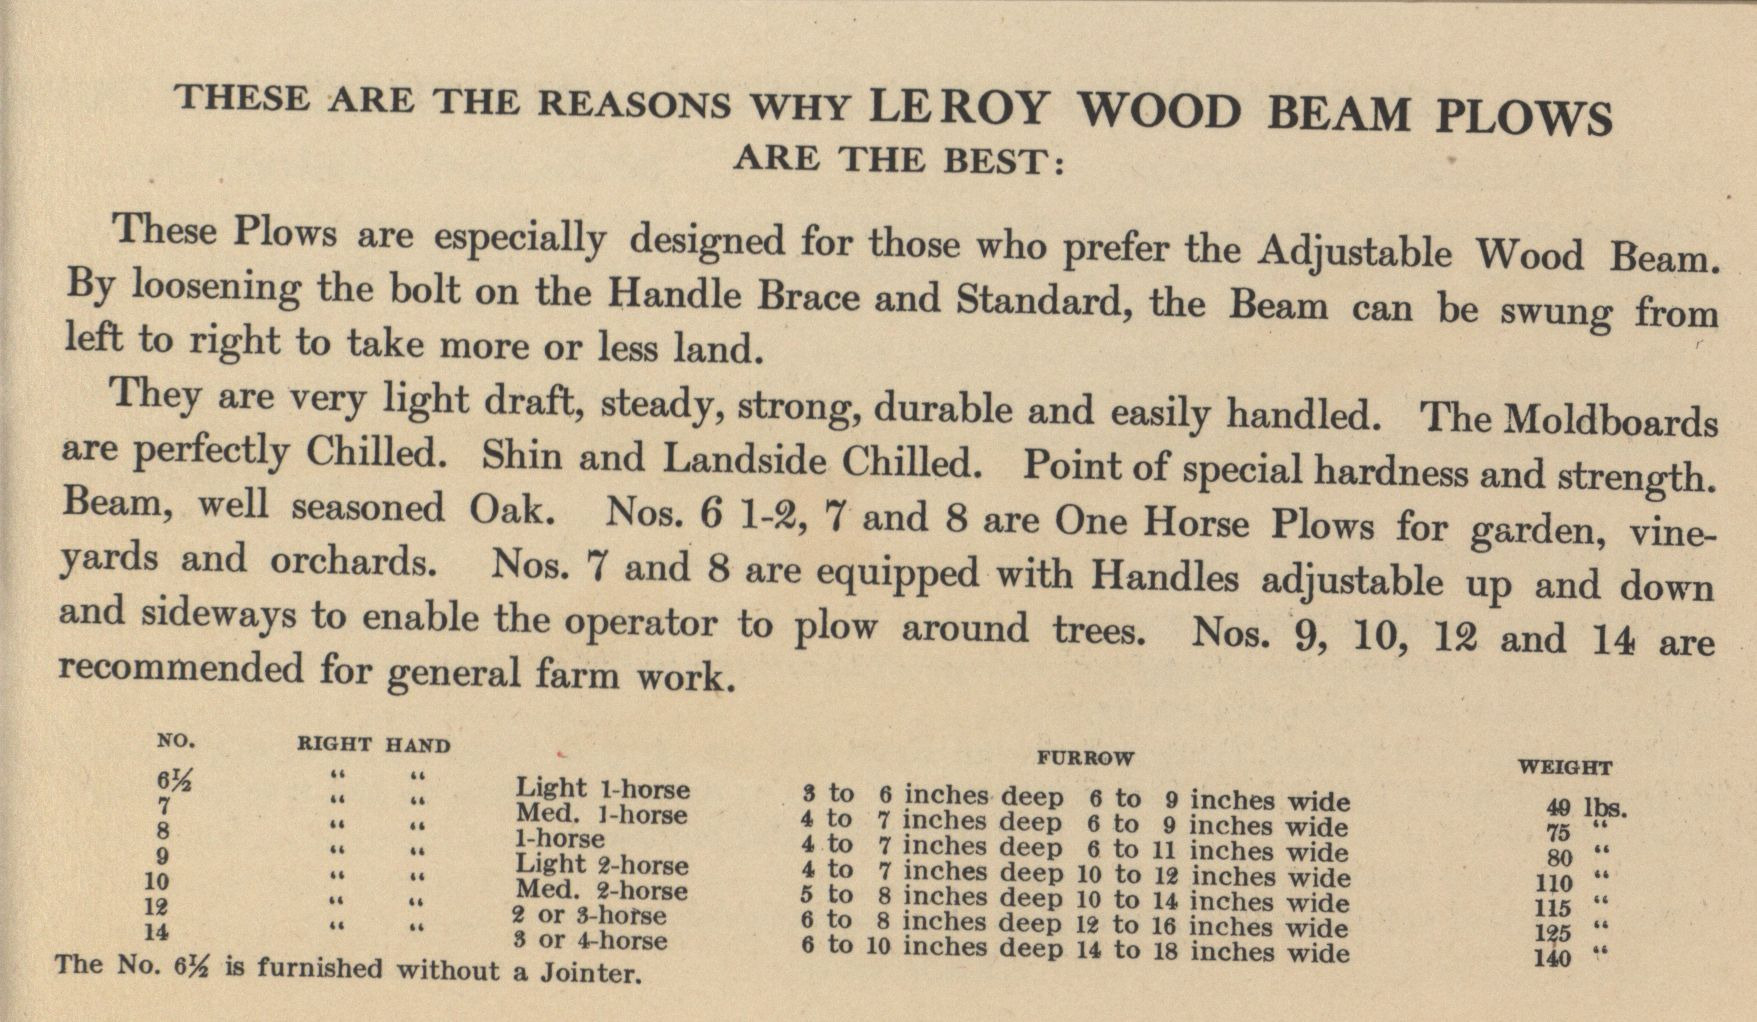 THESE ARE THE REASONS WHY LE ROY WOOD BEAM PLOWS
ARE THE BEST:
These Plows are especially designed for those who prefer the Adjustable Wood Beam.
By loosening the bolt on the Handle Brace and Standard, the Beam can be swung from
left to right to take more or less land.
They are very light draft, steady, strong, durable and easily handled. The Moldboards
are perfectly Chilled. Shin and Landside Chilled. Point of special hardness and strength.
Beam, well seasoned Oak. Nos. 6 1-2, 7 and 8 are One Horse Plows for garden, vine-
yards and orchards. Nos. 7 and 8 are equipped with Handles adjustable up and down
and sideways to enable the operator to plow around trees. Nos. 9, 10, 12 and 14 are
recommended for general farm work.
NO. RIGHT HAND FURROW WEIGHT
6½ “ “ Light 1-horse 3 to 6 inches deep 6 to 9 inches wide 40 lbs.
7 “ “ Med. 1-horse 4 to 7 inches deep 6 to 9 inches wide 75 “
8 “ “ 1-horse 4 to 7 inches deep 6 to 11 inches wide 80 “
9 “ “ Light 2-horse 4 to 7 inches deep 10 to 12 inches wide 110 “
10 “ “ Med. 2-horse 5 to 8 inches deep 10 to 14 inches wide 115 “
12 “ “ 2 or 3-horse 6 to 8 inches deep 12 to 16 inches wide 125 “
14 “ “ 3 or 4-horse 6 to 10 inches deep 14 to 18 inches wide 140 “
The No. 6½ is furnished without a Jointer.